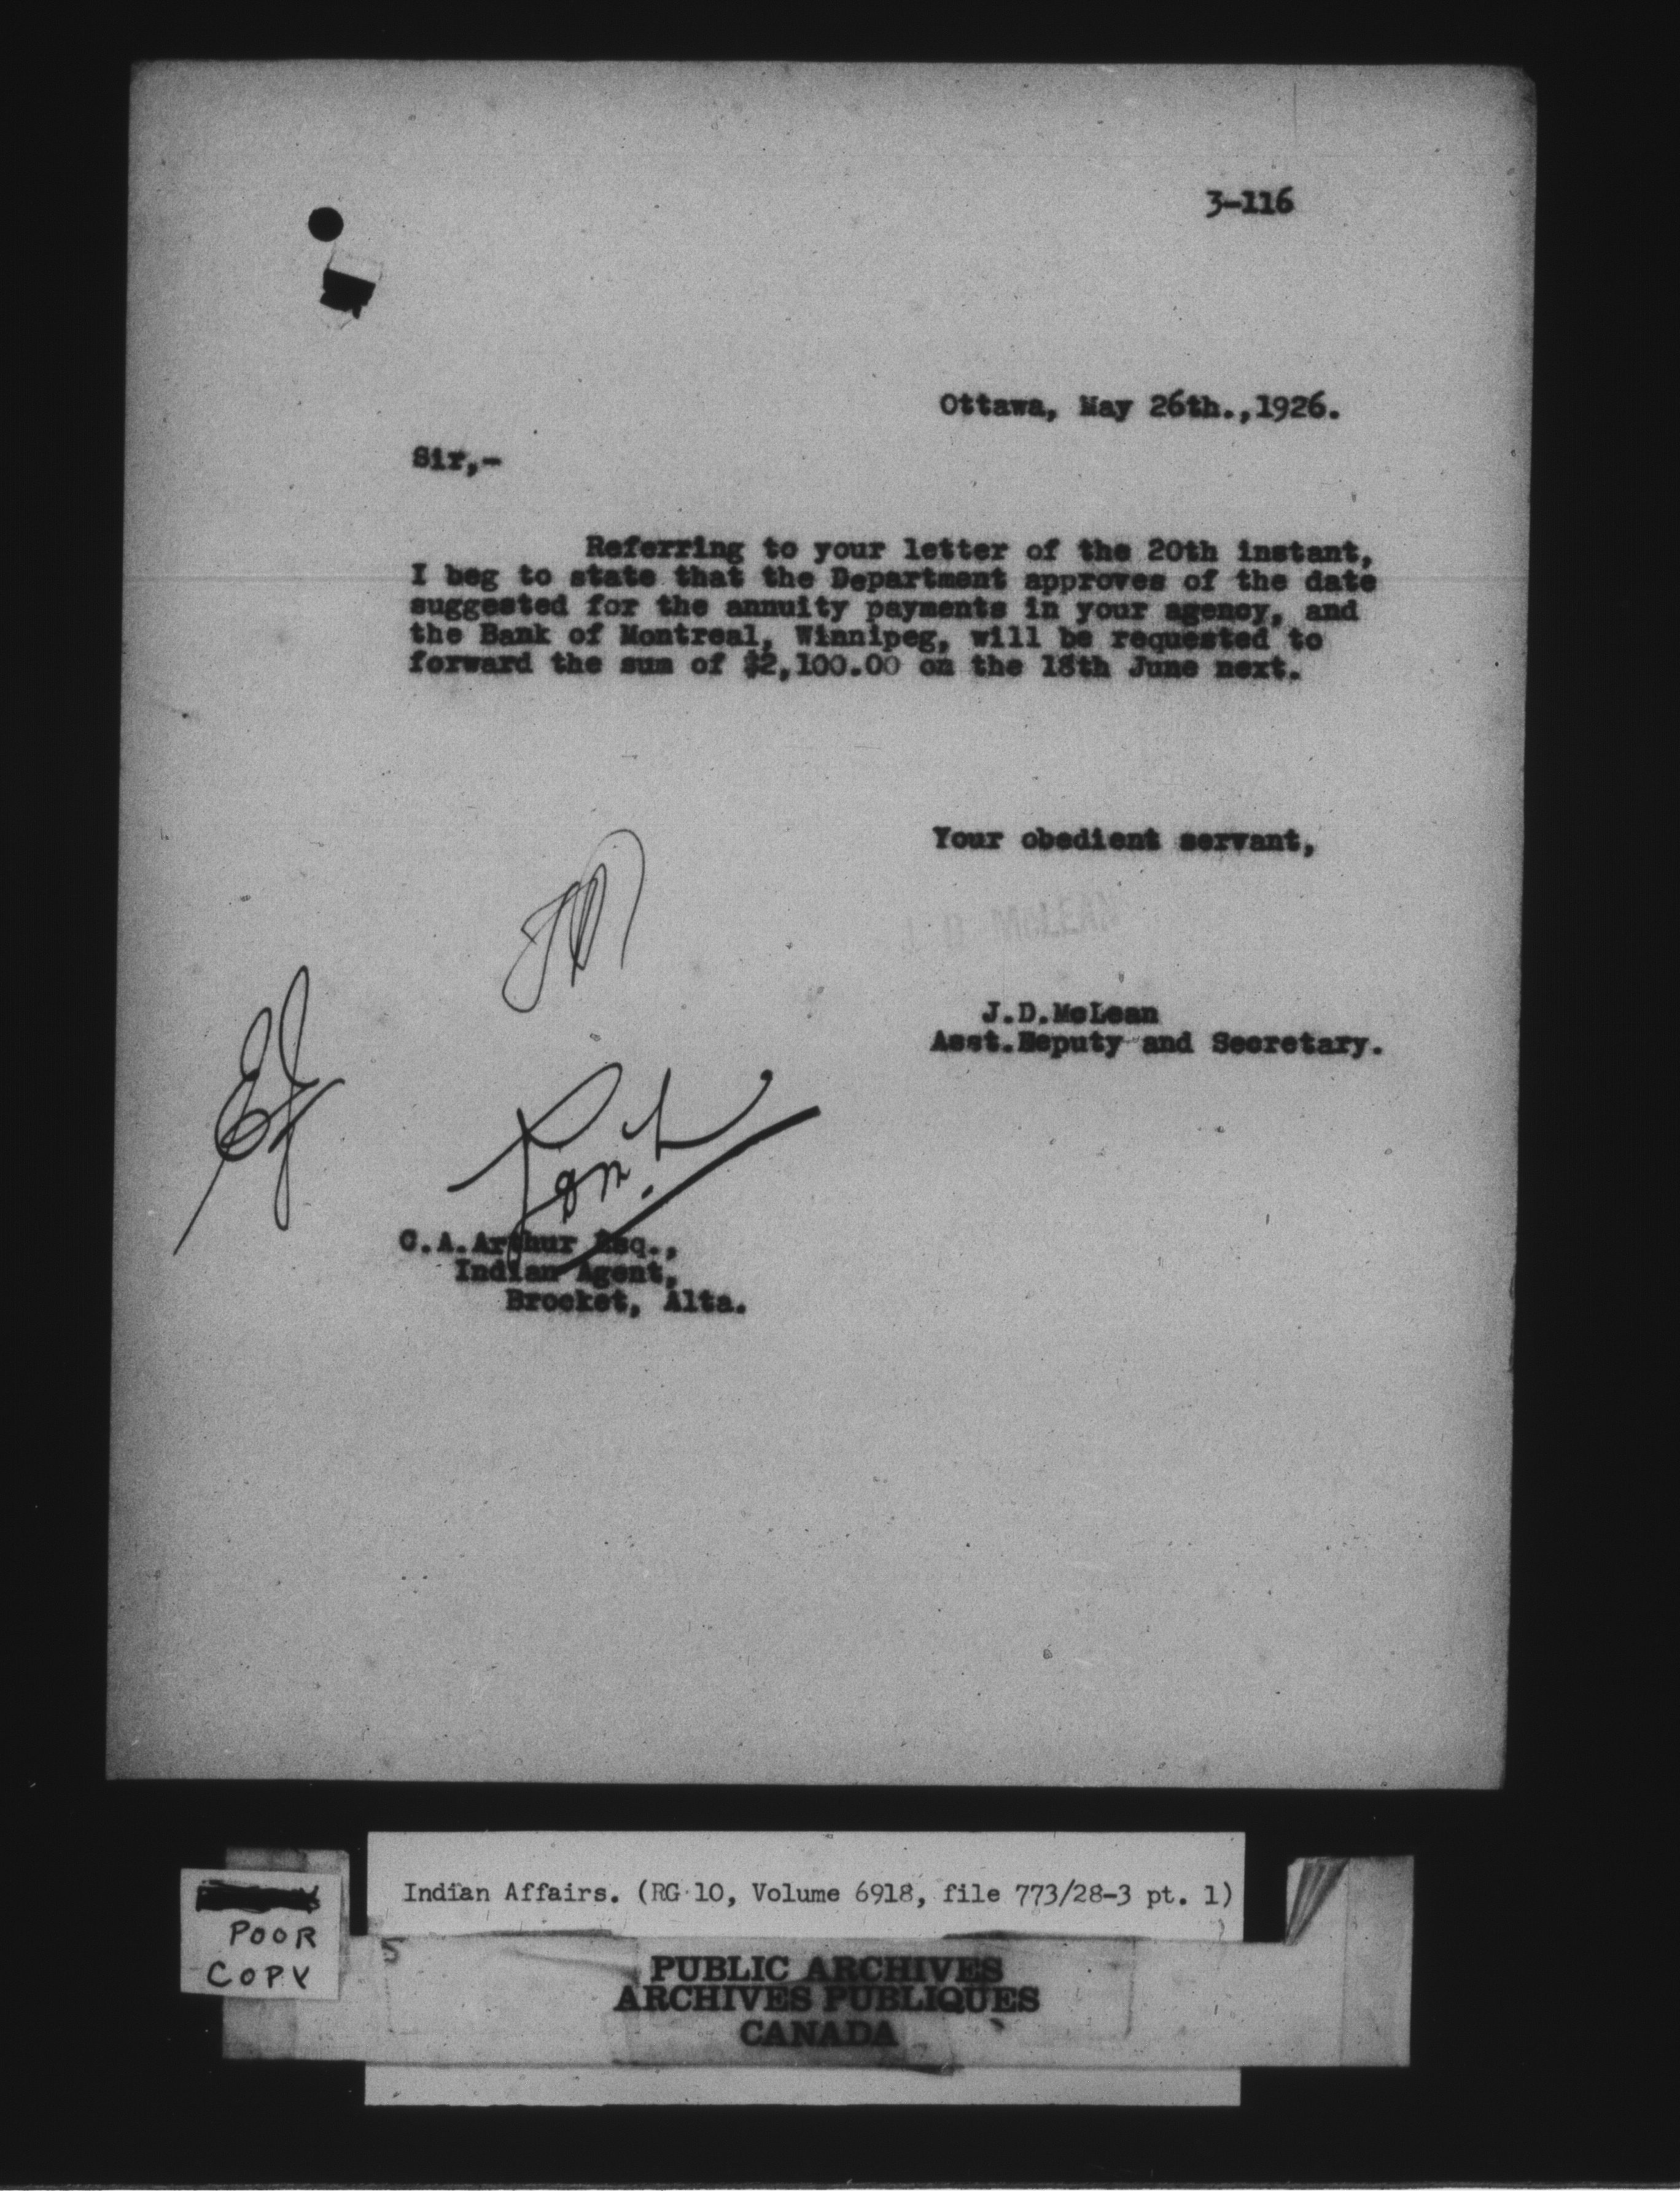 3-116
Ottawa, May 26th.,1926.
Sir,-
Referring to your letter of the 20th instant,
I beg to state that the Department approves of the date
suggested for the annuity payments in your agency, and
the Bank of Montreal, Winnipeg, will be requested to
forward the sum of $2,100.00 on the 18th June next.
Your obedient servant,
J. D. McLEAN
J.D.McLean
Asst.Deputy and Secretary.
C.A.Arthur Esq.,
Indian Agent,
Brocket, Alta.
Indian Affairs. (RG 10, Volume 6918, file 773/28-3 pt. 1)
POOR
COPY
5
PUBLIC ARCHIVES
ARCHIVES PUBLIQUES
CANADA